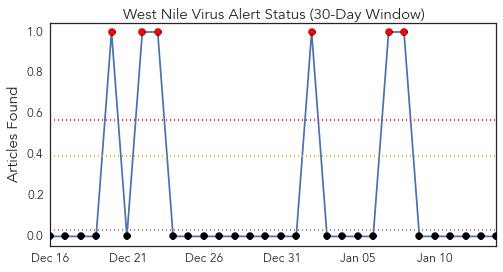 West Nile Virus Alert Status (30-Day Window)
Articles Found
1.0
0.8
0.6
0.4
0.2
0.0
Dec 16 Dec 21 Dec 26 Dec 31 Jan 05 Jan 10